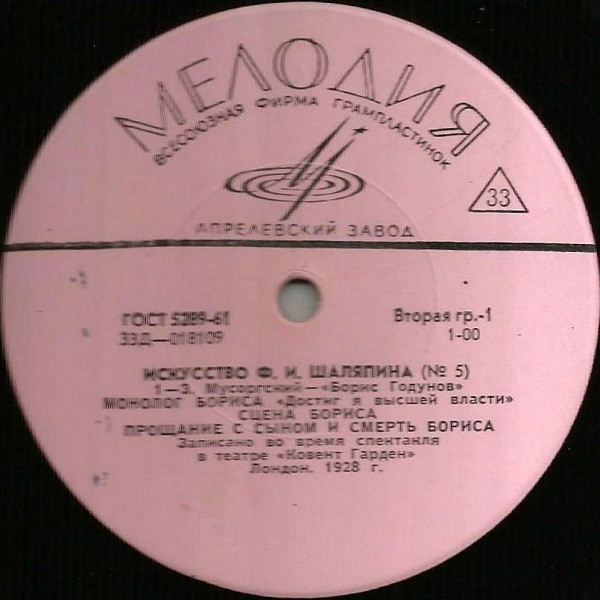 МЕЛОДИЯ
ВСЕСОЮЗНАЯ ФИРМА ГРАМПЛАСТИНОК
33
АПРЕЛЕВСКИЙ ЗАВОД
ГОСТ 5289-61
Вторая гр.-1
33Д—018109
1-00
ИСКУССТВО Ф. И. ШАЛЯПИНА (№ 5)
1—3. Мусоргский—«Борис Годунов»
МОНОЛОГ БОРИСА «Достиг я высшей власти»
СЦЕНА БОРИСА
ПРОЩАНИЕ С СЫНОМ И СМЕРТЬ БОРИСА
Записано во время спектакля
в театре «Ковент Гарден»
Лондон. 1928 г.